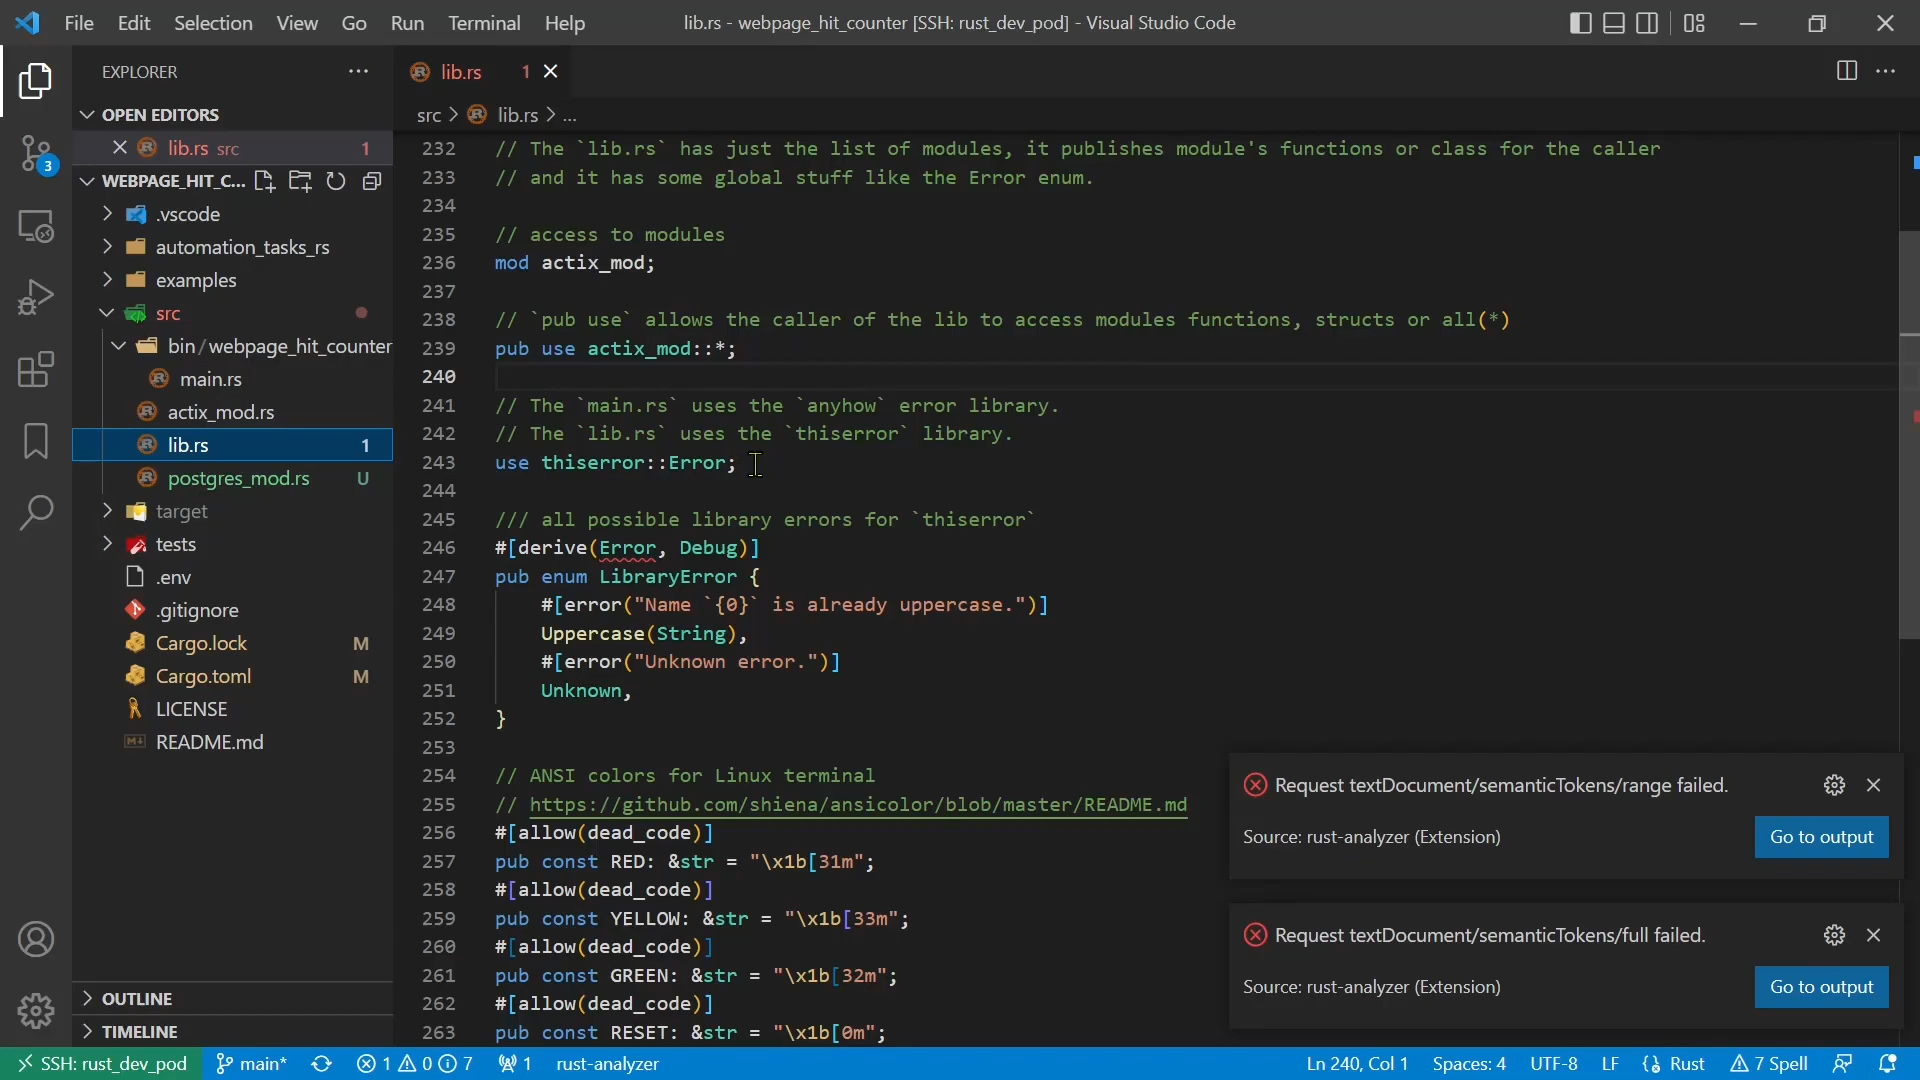 File Edit Selection View Go Run Terminal Help
lib.rs - webpage_hit_counter [SSH: rust_dev_pod] - Visual Studio Code
EXPLORER
OPEN EDITORS
lib.rs src 1
WEBPAGE_HIT_C...
.vscode
automation_tasks_rs
examples
src
bin/webpage_hit_counter
main.rs
actix_mod.rs
lib.rs 1
postgres_mod.rs U
target
tests
.env
.gitignore
Cargo.lock M
Cargo.toml M
LICENSE
README.md
OUTLINE
TIMELINE
3
lib.rs 1
src > lib.rs > ...
232 // The `lib.rs` has just the list of modules, it publishes module's functions or class for the caller
233 // and it has some global stuff like the Error enum.
234
235 // access to modules
236 mod actix_mod;
237
238 // `pub use` allows the caller of the lib to access modules functions, structs or all(*)
239 pub use actix_mod::*;
240
241 // The `main.rs` uses the `anyhow` error library.
242 // The `lib.rs` uses the `thiserror` library.
243 use thiserror::Error;
244
245 /// all possible library errors for `thiserror`
246 #[derive(Error, Debug)]
247 pub enum LibraryError {
248 #[error("Name `{0}` is already uppercase.")]
249 Uppercase(String),
250 #[error("Unknown error.")]
251 Unknown,
252 }
253
254 // ANSI colors for Linux terminal
255 // https://github.com/shiena/ansicolor/blob/master/README.md
256 #[allow(dead_code)]
257 pub const RED: &str = "\x1b[31m";
258 #[allow(dead_code)]
259 pub const YELLOW: &str = "\x1b[33m";
260 #[allow(dead_code)]
261 pub const GREEN: &str = "\x1b[32m";
262 #[allow(dead_code)]
263 pub const RESET: &str = "\x1b[0m";
Request textDocument/semanticTokens/range failed.
Source: rust-analyzer (Extension) Go to output
Request textDocument/semanticTokens/full failed.
Source: rust-analyzer (Extension) Go to output
SSH: rust_dev_pod main* 1 0 7 1 rust-analyzer Ln 240, Col 1 Spaces: 4 UTF-8 LF Rust 7 Spell